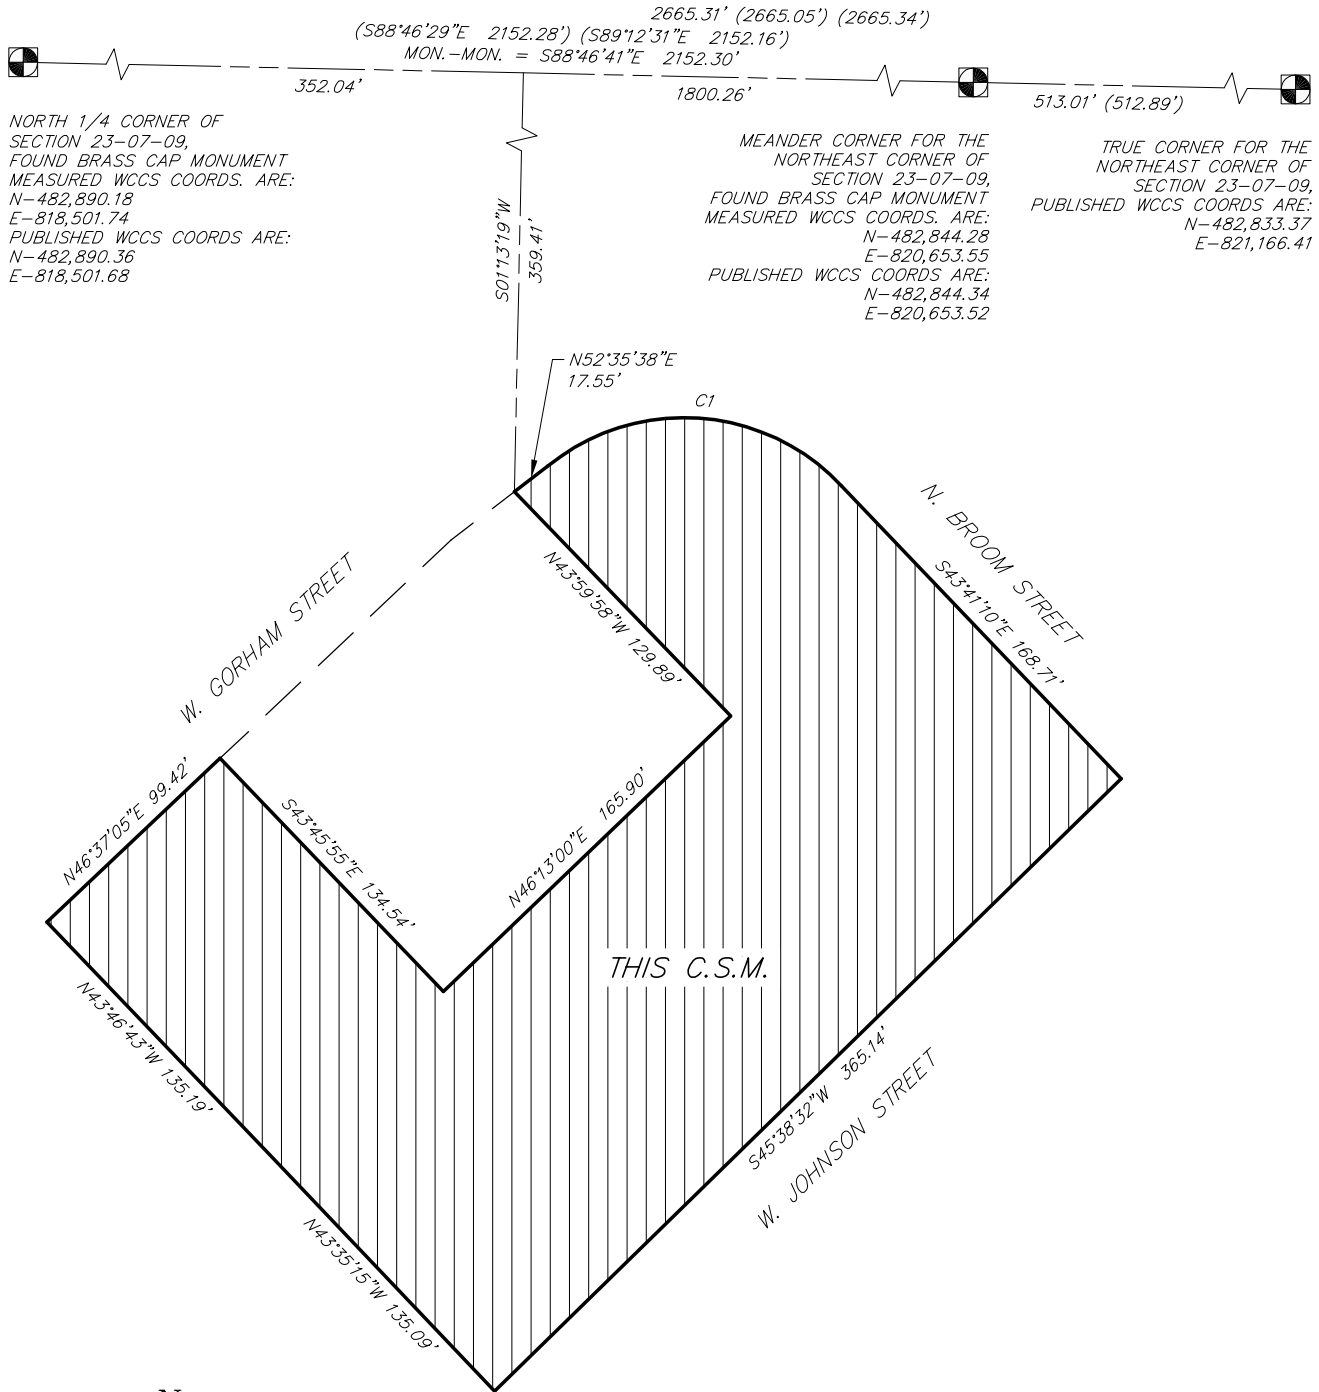 2665.31' (2665.05') (2665.34')
(S88°46'29"E 2152.28') (S89°12'31"E 2152.16')
MON.-MON. = S88°46'41"E 2152.30'
352.04'
1800.26'
513.01' (512.89')
NORTH 1/4 CORNER OF
SECTION 23-07-09,
FOUND BRASS CAP MONUMENT
MEASURED WCCS COORDS. ARE:
N-482,890.18
E-818,501.74
PUBLISHED WCCS COORDS ARE:
N-482,890.36
E-818,501.68
MEANDER CORNER FOR THE
NORTHEAST CORNER OF
SECTION 23-07-09,
FOUND BRASS CAP MONUMENT
MEASURED WCCS COORDS. ARE:
N-482,844.28
E-820,653.55
PUBLISHED WCCS COORDS ARE:
N-482,844.34
E-820,653.52
TRUE CORNER FOR THE
NORTHEAST CORNER OF
SECTION 23-07-09,
PUBLISHED WCCS COORDS ARE:
N-482,833.37
E-821,166.41
S01°13'19"W
359.41'
N52°35'38"E
17.55'
C1
N. BROOM STREET
S43°41'10"E 168.71'
N43°59'58"W 129.89'
W. GORHAM STREET
N46°37'05"E 99.42'
S43°45'55"E 134.54'
N46°13'00"E 165.90'
THIS C.S.M.
N43°46'43"W 135.19'
S45°38'32"W 365.14'
W. JOHNSON STREET
N43°35'15"W 135.09'
N